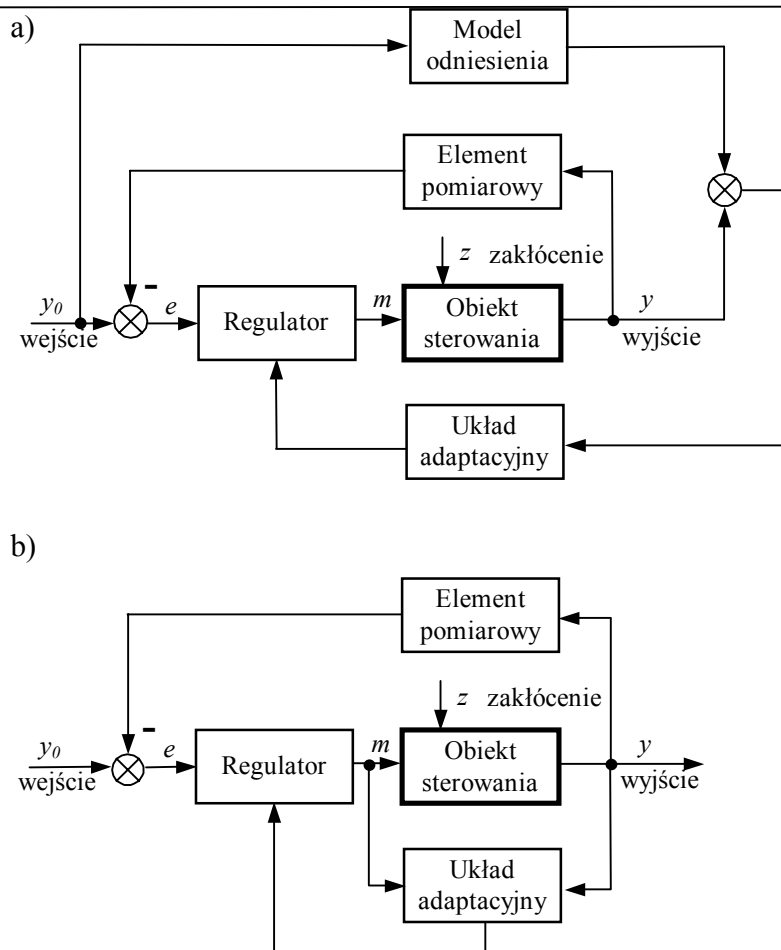 a)
Model
odniesienia
Element
pomiarowy
z zakłócenie
-
y0
e
m
y
wejście
Regulator
Obiekt
sterowania
wyjście
Układ
adaptacyjny
b)
Element
pomiarowy
z zakłócenie
-
y0
e
m
y
wejście
Regulator
Obiekt
sterowania
wyjście
Układ
adaptacyjny